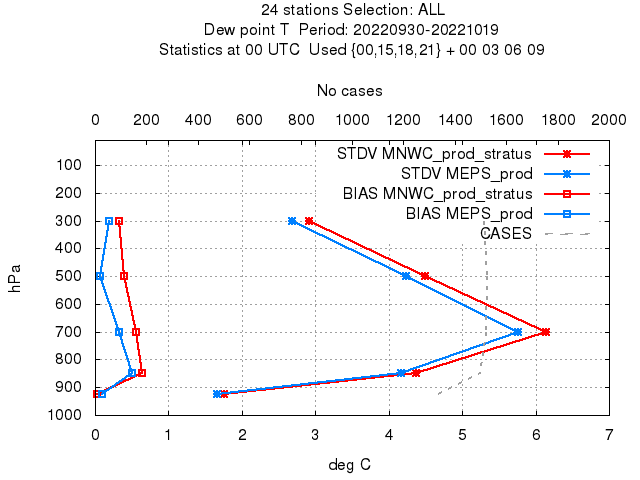 24 stations Selection: ALL
Dew point T  Period: 20220930-20221019
Statistics at 00 UTC  Used {00,15,18,21} + 00 03 06 09
No cases
0 200 400 600 800 1000 1200 1400 1600 1800 2000
STDV MNWC_prod_stratus
STDV MEPS_prod
BIAS MNWC_prod_stratus
BIAS MEPS_prod
CASES
100
200
300
400
500
600
700
800
900
1000
hPa
0 1 2 3 4 5 6 7
deg C